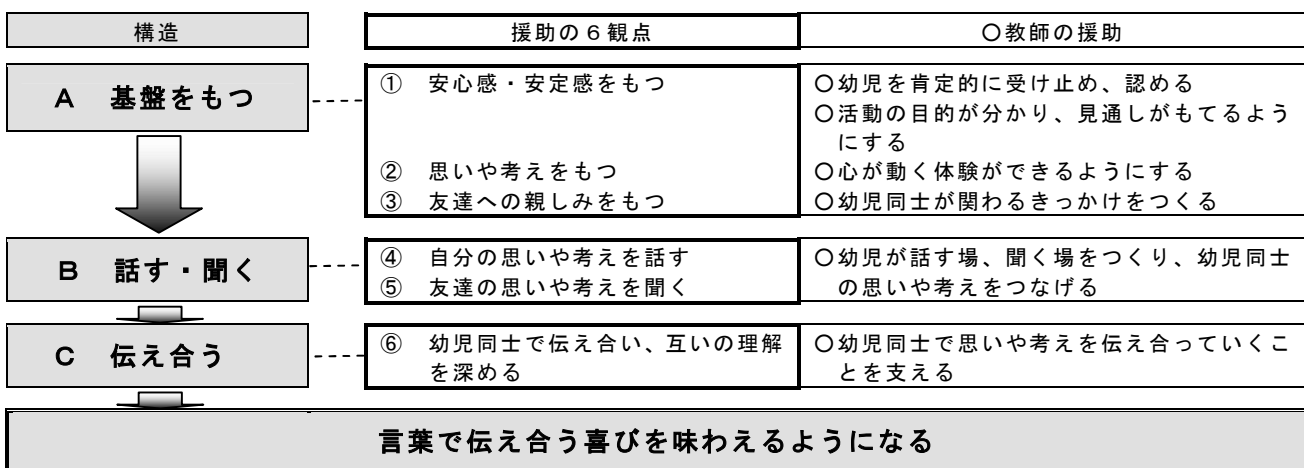 構造
援助の6観点
○教師の援助
A 基盤をもつ
① 安心感・安定感をもつ
② 思いや考えをもつ
③ 友達への親しみをもつ
○幼児を肯定的に受け止め、認める
○活動の目的が分かり、見通しがもてるよう
にする
○心が動く体験ができるようにする
○幼児同士が関わるきっかけをつくる
B 話す・聞く
④ 自分の思いや考えを話す
⑤ 友達の思いや考えを聞く
○幼児が話す場、聞く場をつくり、幼児同士
の思いや考えをつなげる
C 伝え合う
⑥ 幼児同士で伝え合い、互いの理解
を深める
○幼児同士で思いや考えを伝え合っていくこ
とを支える
言葉で伝え合う喜びを味わえるようになる